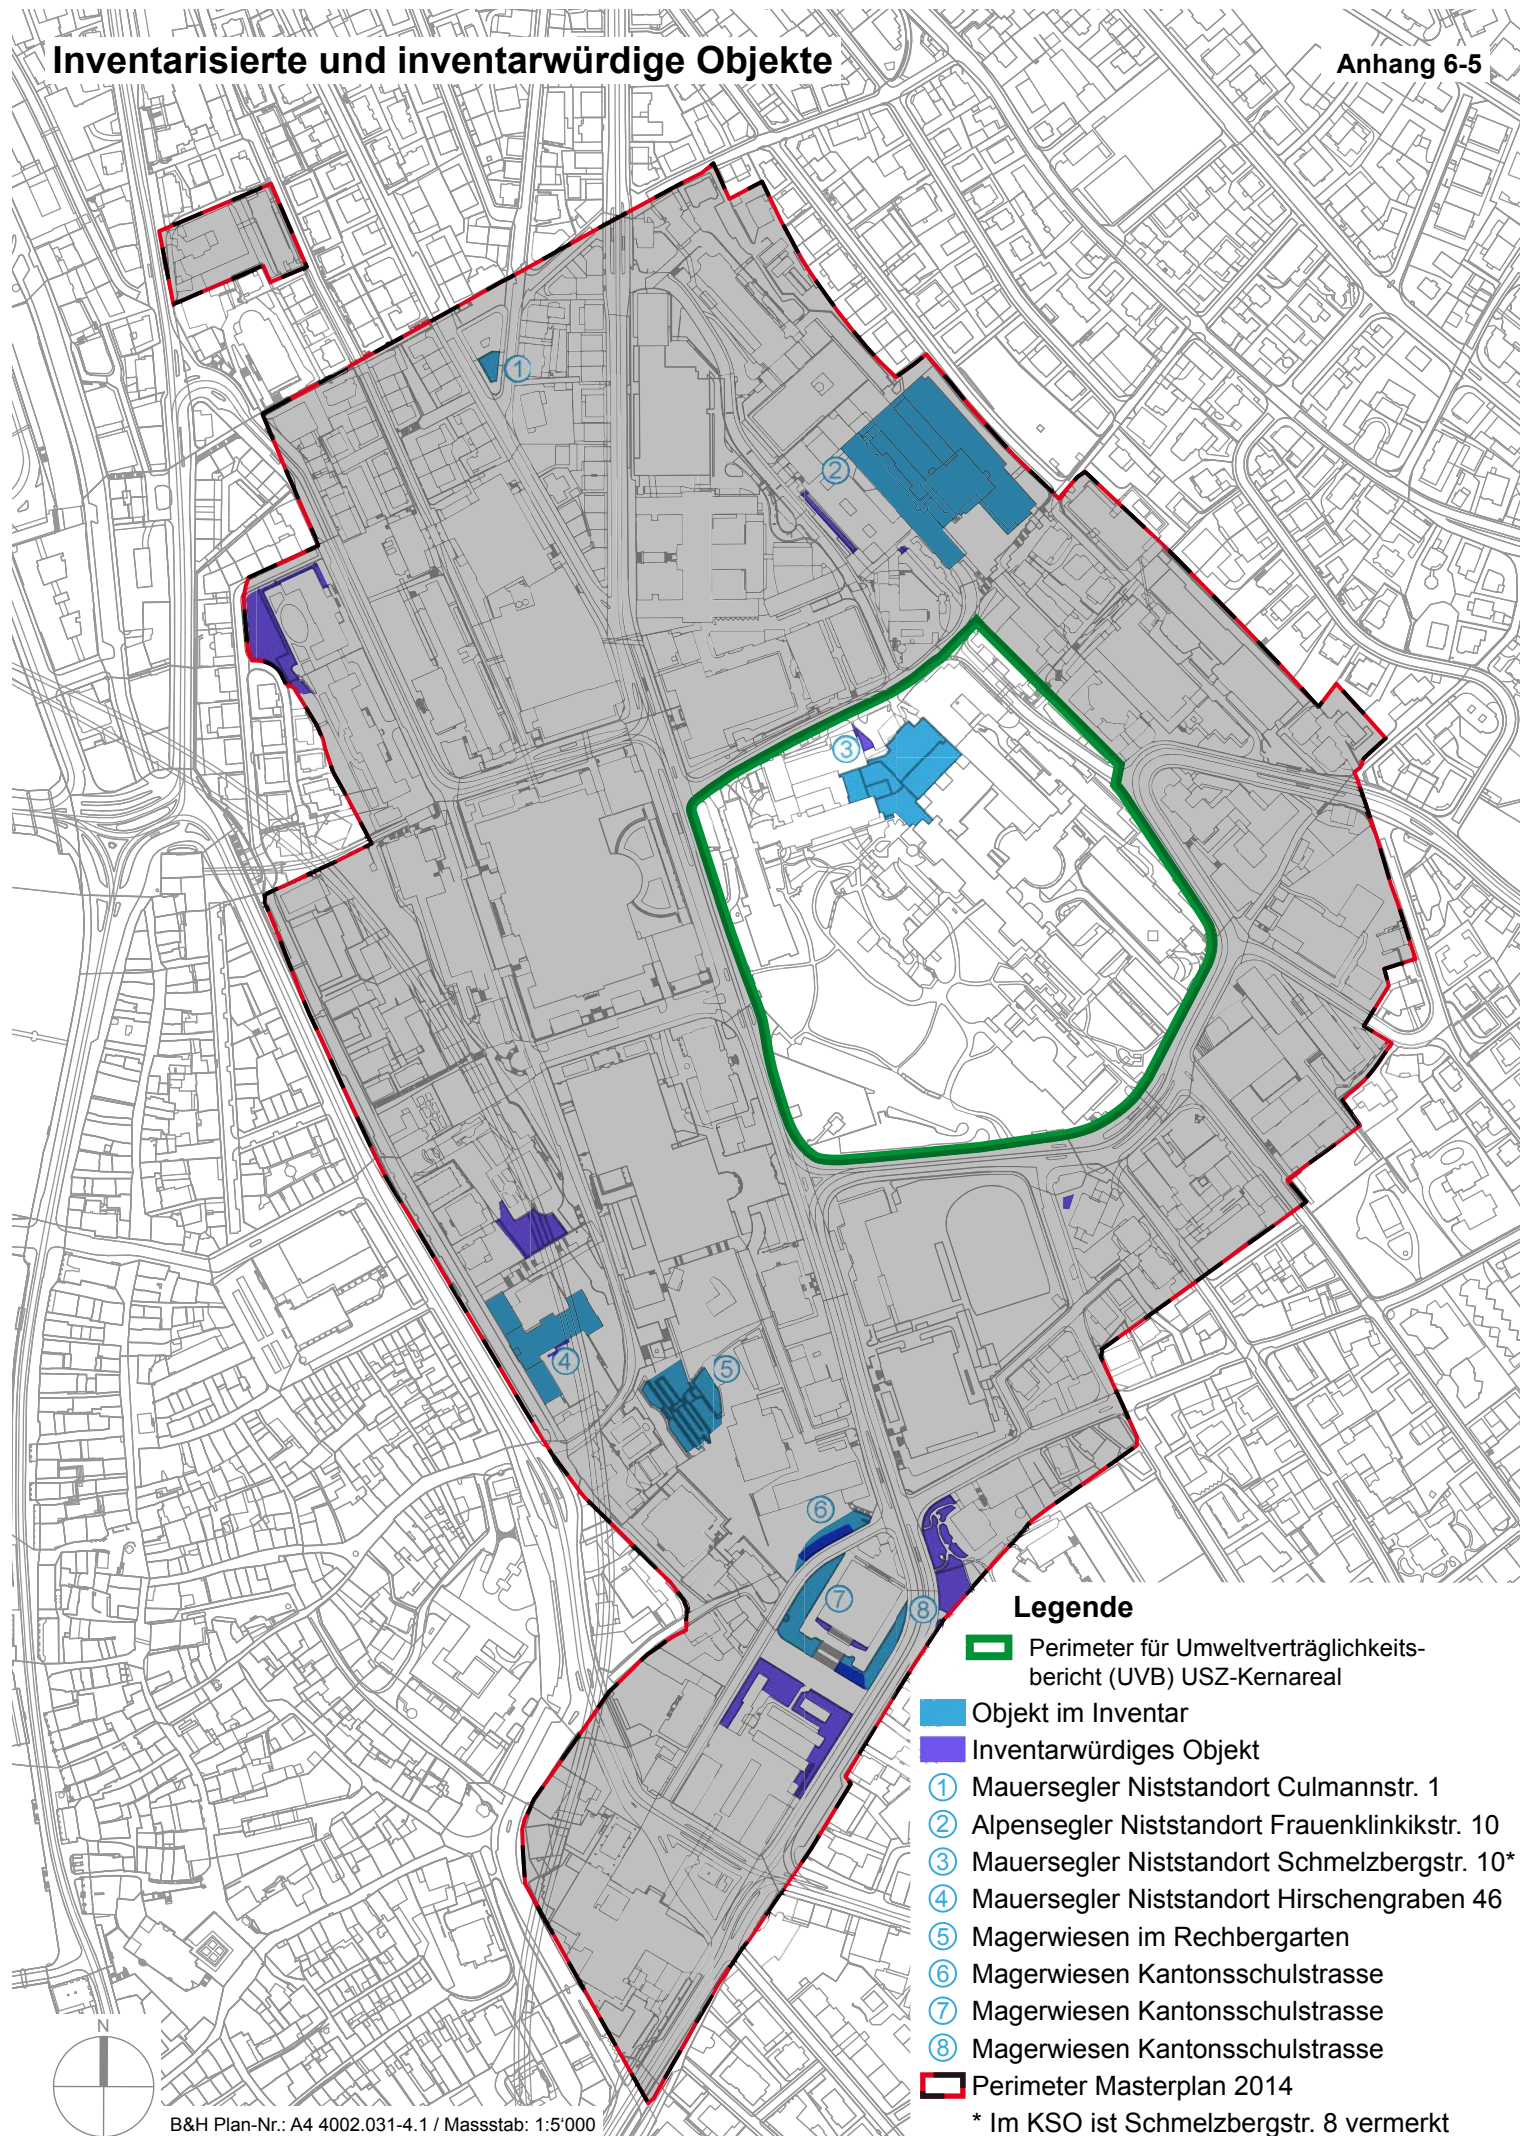 Inventarisierte und inventarwürdige Objekte
Anhang 6-5
1
2
3
4
5
6
7
8
Legende
Perimeter für Umweltverträglichkeits-
bericht (UVB) USZ-Kernareal
Objekt im Inventar
Inventarwürdiges Objekt
1 Mauersegler Niststandort Culmannstr. 1
2 Alpensegler Niststandort Frauenklinkikstr. 10
3 Mauersegler Niststandort Schmelzbergstr. 10*
4 Mauersegler Niststandort Hirschengraben 46
5 Magerwiesen im Rechbergarten
6 Magerwiesen Kantonsschulstrasse
7 Magerwiesen Kantonsschulstrasse
8 Magerwiesen Kantonsschulstrasse
Perimeter Masterplan 2014
* Im KSO ist Schmelzbergstr. 8 vermerkt
N
B&H Plan-Nr.: A4 4002.031-4.1 / Massstab: 1:5'000